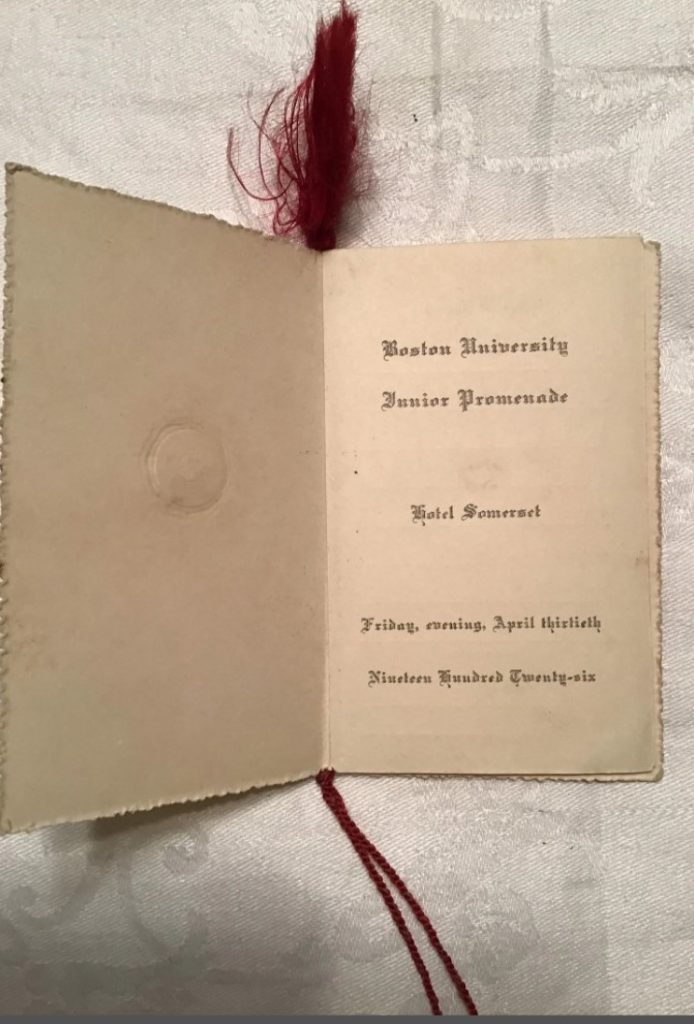 Boston University
Junior Promenade
Hotel Somerset
Friday, evening, April thirtieth
Nineteen Hundred Twenty-six